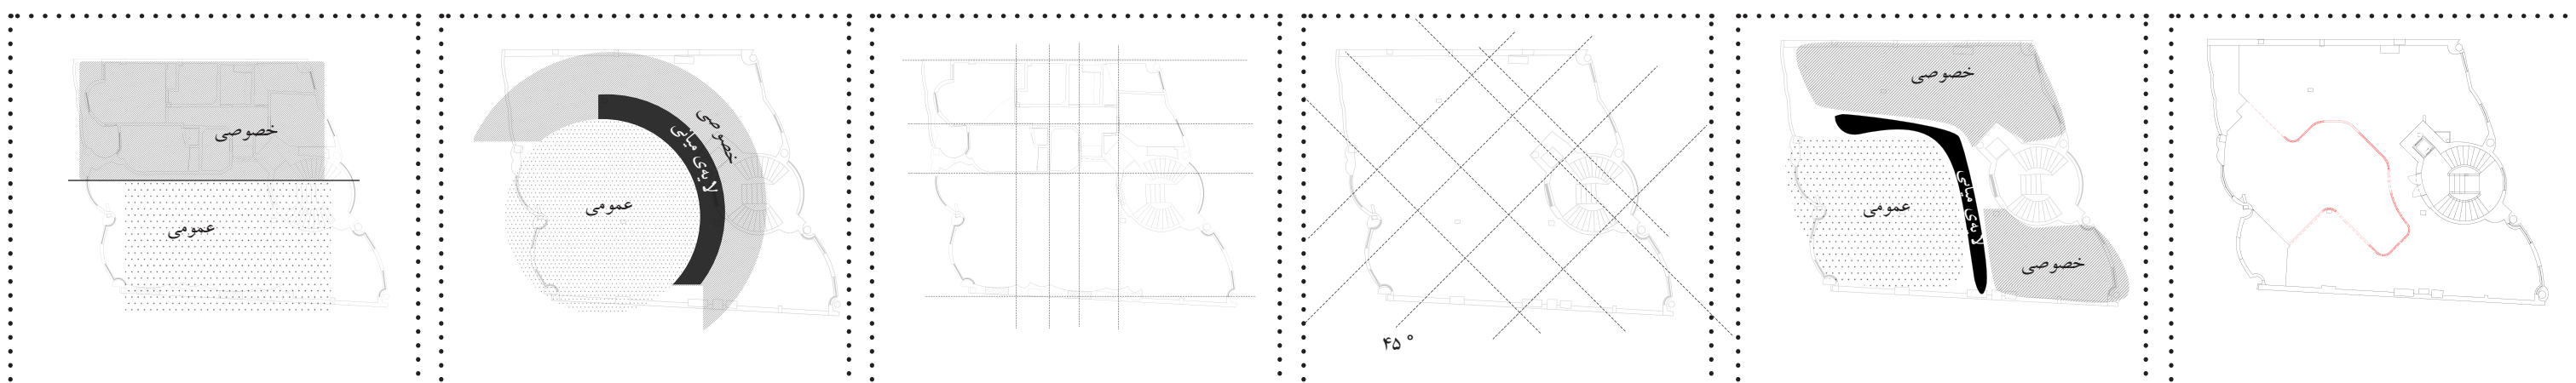 خصوصی
عمومی
خصوصی
لایه‌ی میانی
عمومی
۴۵ °
خصوصی
لایه‌ی میانی
عمومی
خصوصی